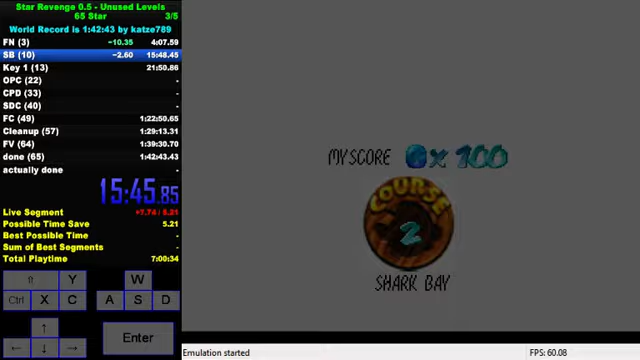 Star Revenge 0.5 - Unused Levels
65 Star 3/5
World Record is 1:42:43 by katze789
FN (3) −10.35 4:07.59
SB (10) −2.60 15:48.45
Key 1 (13) 21:50.86
OPC (22) -
CPD (33) -
SDC (40) -
FC (49) 1:22:50.65
Cleanup (57) 1:29:13.31
FV (64) 1:39:30.70
done (65) 1:42:43.43
actually done -
15:45.85
Live Segment
Possible Time Save 5.21
Best Possible Time -
Sum of Best Segments -
Total Playtime 7:00:34
MY SCORE x 100
COURSE
2
SHARK BAY
ft Y W
Ctrl X C A S D
↑ Enter
← ↓ →
Emulation started FPS: 60.08